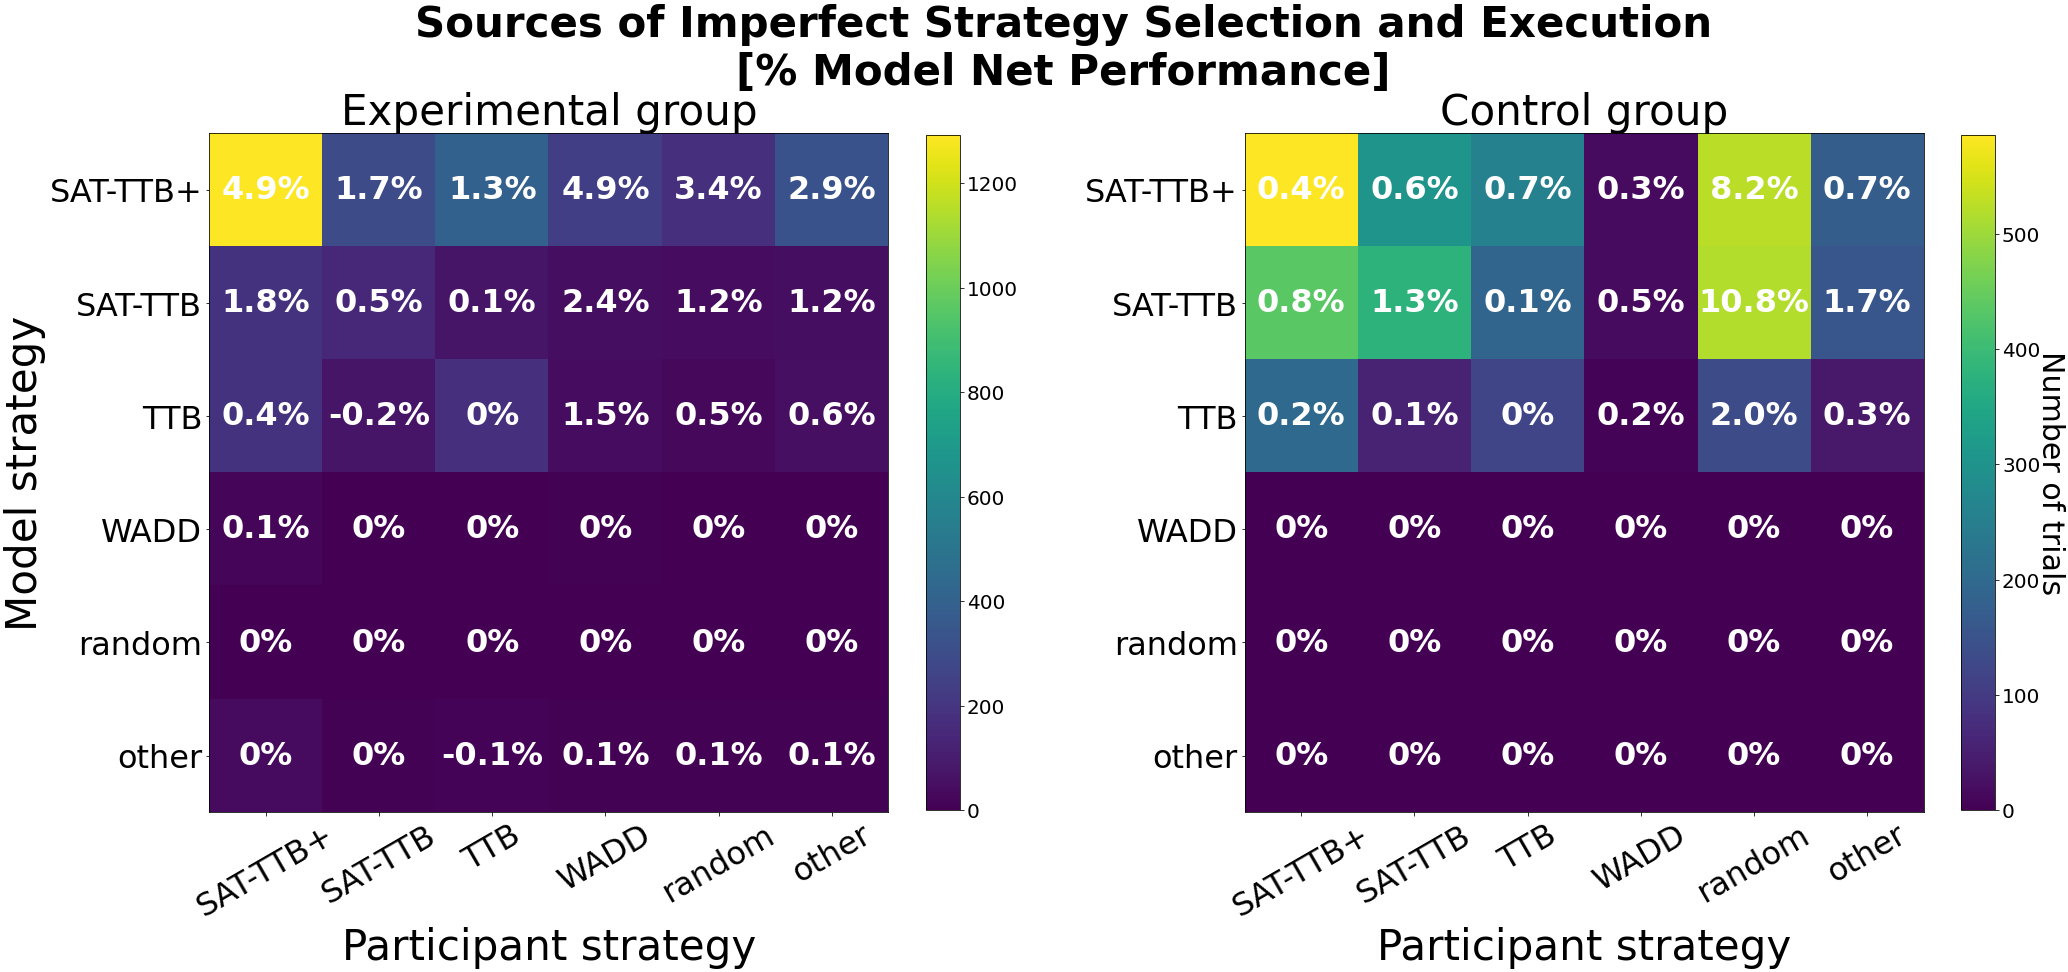 Sources of Imperfect Strategy Selection and Execution
[% Model Net Performance]
Experimental group
Model strategy
SAT-TTB+ 4.9% 1.7% 1.3% 4.9% 3.4% 2.9%
SAT-TTB 1.8% 0.5% 0.1% 2.4% 1.2% 1.2%
TTB 0.4% -0.2% 0% 1.5% 0.5% 0.6%
WADD 0.1% 0% 0% 0% 0% 0%
random 0% 0% 0% 0% 0% 0%
other 0% 0% -0.1% 0.1% 0.1% 0.1%
SAT-TTB+ SAT-TTB TTB WADD random other
Participant strategy
1200
1000
800
600
400
200
0
Control group
SAT-TTB+ 0.4% 0.6% 0.7% 0.3% 8.2% 0.7%
SAT-TTB 0.8% 1.3% 0.1% 0.5% 10.8% 1.7%
TTB 0.2% 0.1% 0% 0.2% 2.0% 0.3%
WADD 0% 0% 0% 0% 0% 0%
random 0% 0% 0% 0% 0% 0%
other 0% 0% 0% 0% 0% 0%
SAT-TTB+ SAT-TTB TTB WADD random other
Participant strategy
500
400
300
200
100
0
Number of trials